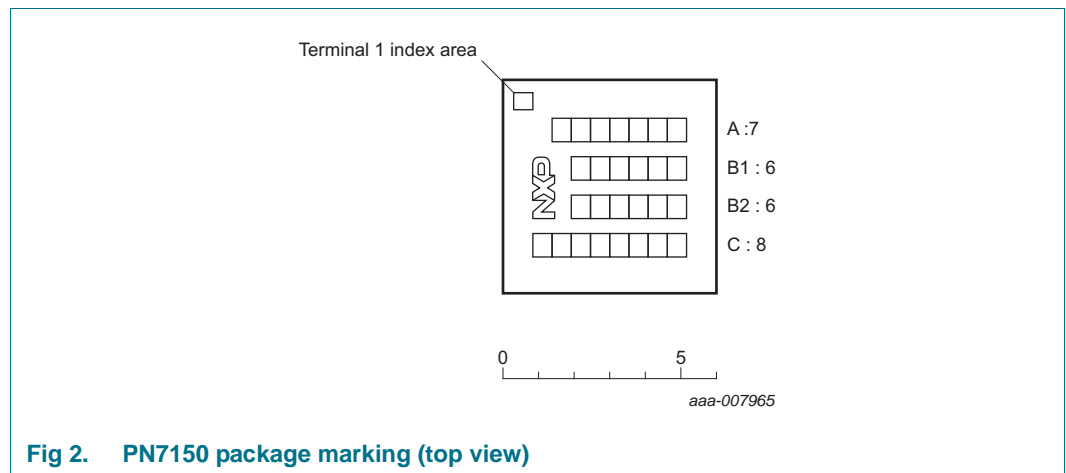 Terminal 1 index area
A :7
B1 : 6
NXP
B2 : 6
C : 8
0 5
aaa-007965
Fig 2. PN7150 package marking (top view)